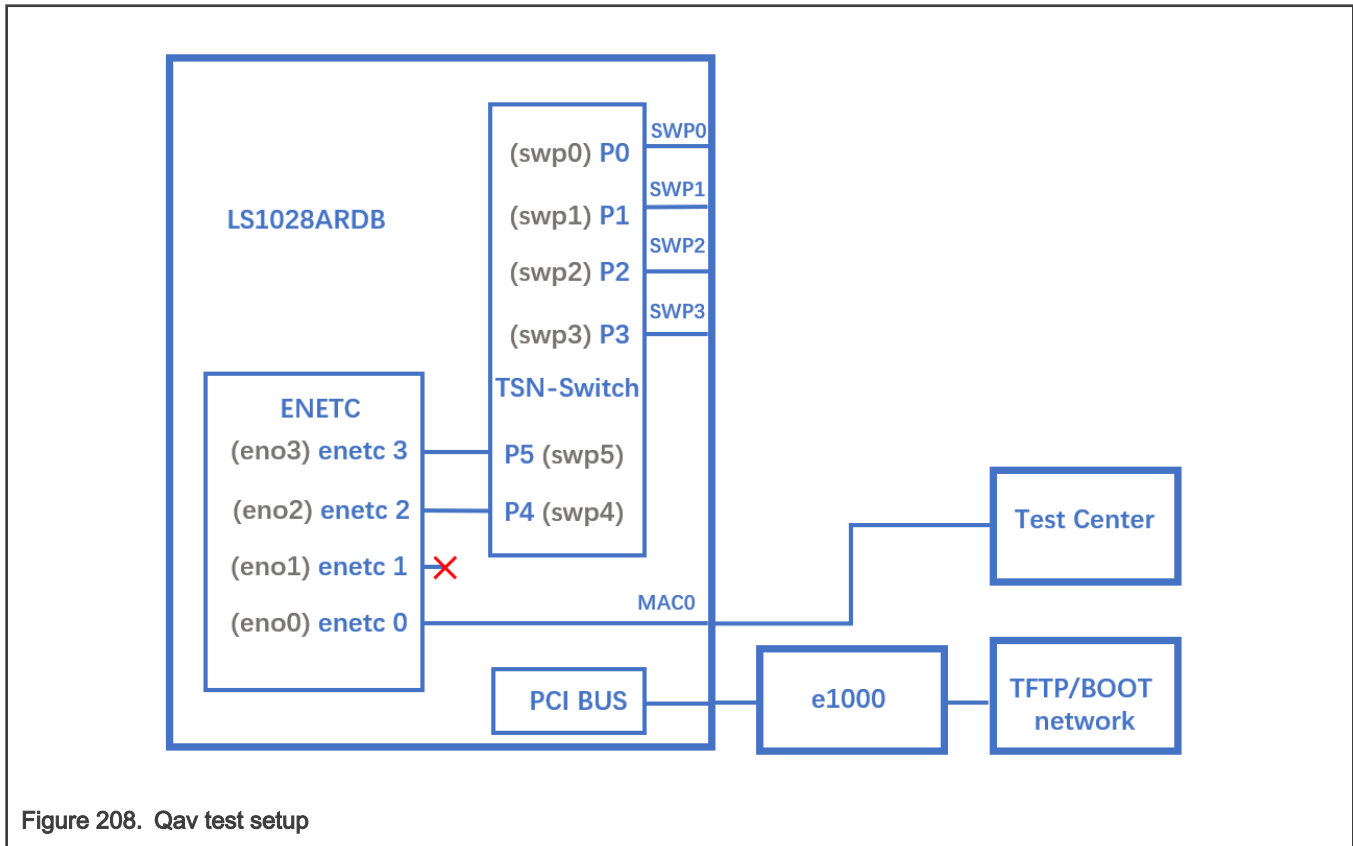 LS1028ARDB
(swp0) P0
SWP0
(swp1) P1
SWP1
(swp2) P2
SWP2
(swp3) P3
SWP3
TSN-Switch
P5 (swp5)
P4 (swp4)
ENETC
(eno3) enetc 3
(eno2) enetc 2
(eno1) enetc 1
(eno0) enetc 0
MAC0
PCI BUS
e1000
Test Center
TFTP/BOOT
network
Figure 208. Qav test setup